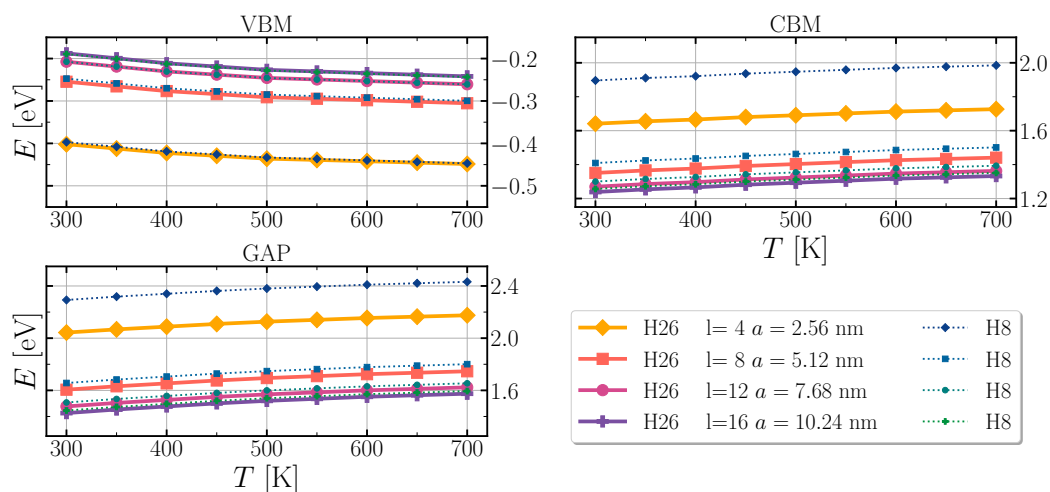 VBM
E [eV]
−0.2
−0.3
−0.4
−0.5
300 400 500 600 700
CBM
2.0
1.6
1.2
300 400 500 600 700
T [K]
GAP
E [eV]
2.4
2.0
1.6
300 400 500 600 700
T [K]
H26 l= 4 a = 2.56 nm H8
H26 l= 8 a = 5.12 nm H8
H26 l=12 a = 7.68 nm H8
H26 l=16 a = 10.24 nm H8